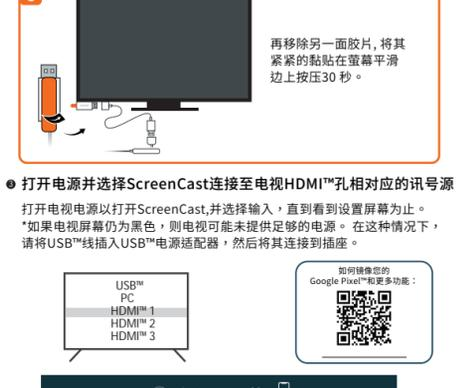 再移除另一面胶片, 将其
紧紧的黏贴在萤幕平滑
边上按压30 秒。
❸ 打开电源并选择ScreenCast连接至电视HDMI™孔相对应的讯号源
打开电视电源以打开ScreenCast,并选择输入，直到看到设置屏幕为止。
*如果电视屏幕仍为黑色，则电视可能未提供足够的电源。 在这种情况下，
请将USB™线插入USB™电源适配器，然后将其连接到插座。
USB™
PC
HDMI™ 1
HDMI™ 2
HDMI™ 3
如何镜像您的
Google Pixel™和更多功能：